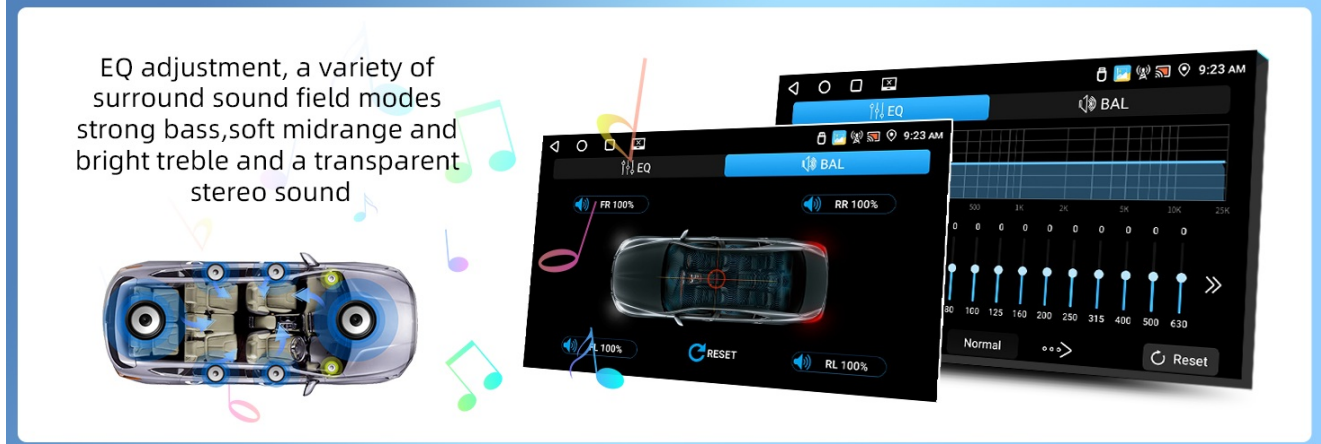 EQ adjustment, a variety of
surround sound field modes
strong bass,soft midrange and
bright treble and a transparent
stereo sound
9:23 AM
EQ
BAL
FR 100%
RR 100%
100%
RESET
RL 100%
9:23 AM
EQ
BAL
500 1K 2K 5K 10K 25K
0 0 0 0 0 0 0 0 0 0
80 100 125 160 200 250 315 400 500 630
Normal
Reset